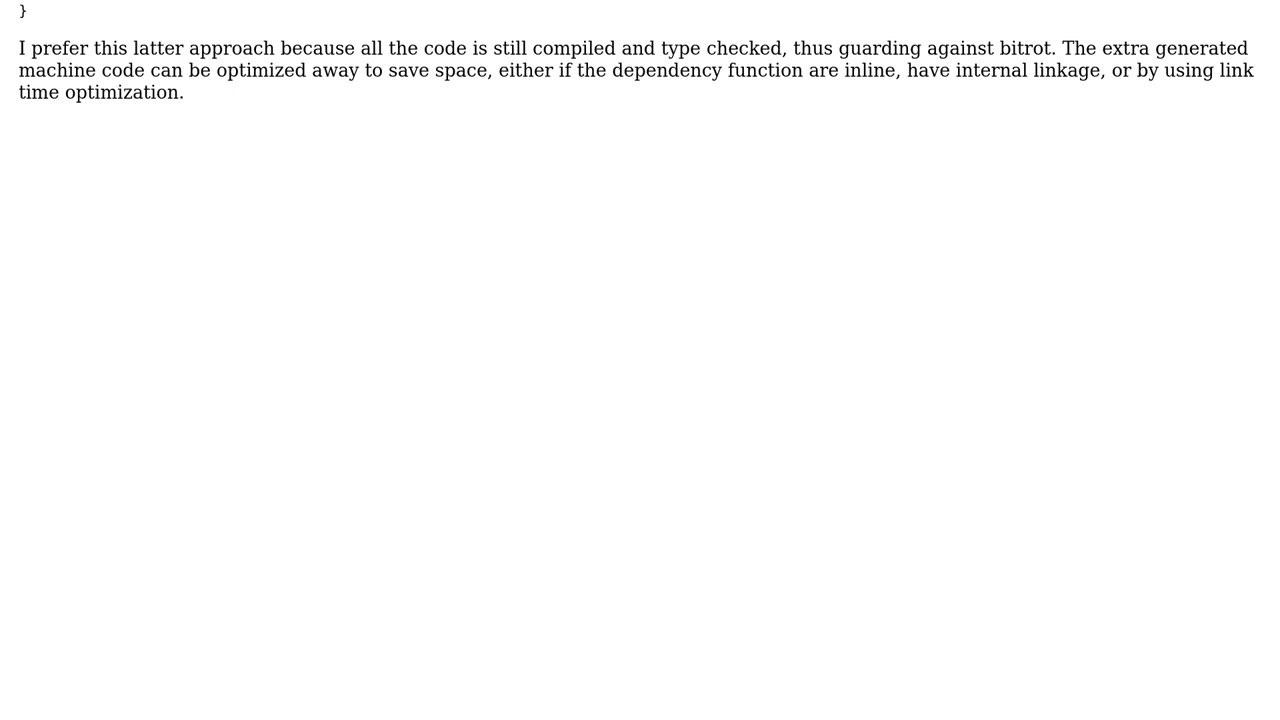 }
I prefer this latter approach because all the code is still compiled and type checked, thus guarding against bitrot. The extra generated
machine code can be optimized away to save space, either if the dependency function are inline, have internal linkage, or by using link
time optimization.